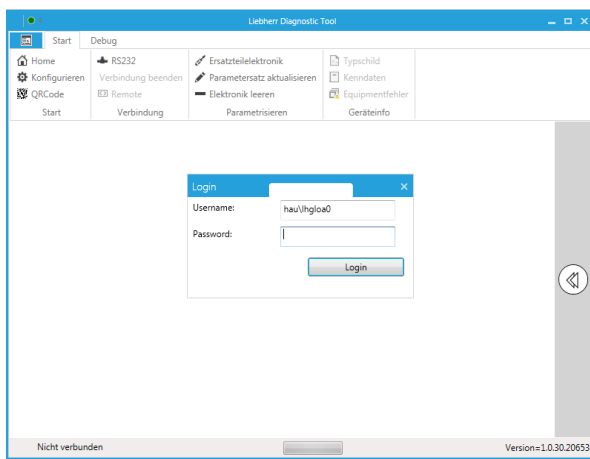 Liebherr Diagnostic Tool
Start Debug
Home RS232 Ersatzteilelektronik Typschild
Konfigurieren Verbindung beenden Parametersatz aktualisieren Kenndaten
QRCode Remote Elektronik leeren Equipmentfehler
Start Verbindung Parametrisieren Geräteinfo
Login
Username: hau\lhgloa0
Password:
Login
Nicht verbunden Version=1.0.30.20653